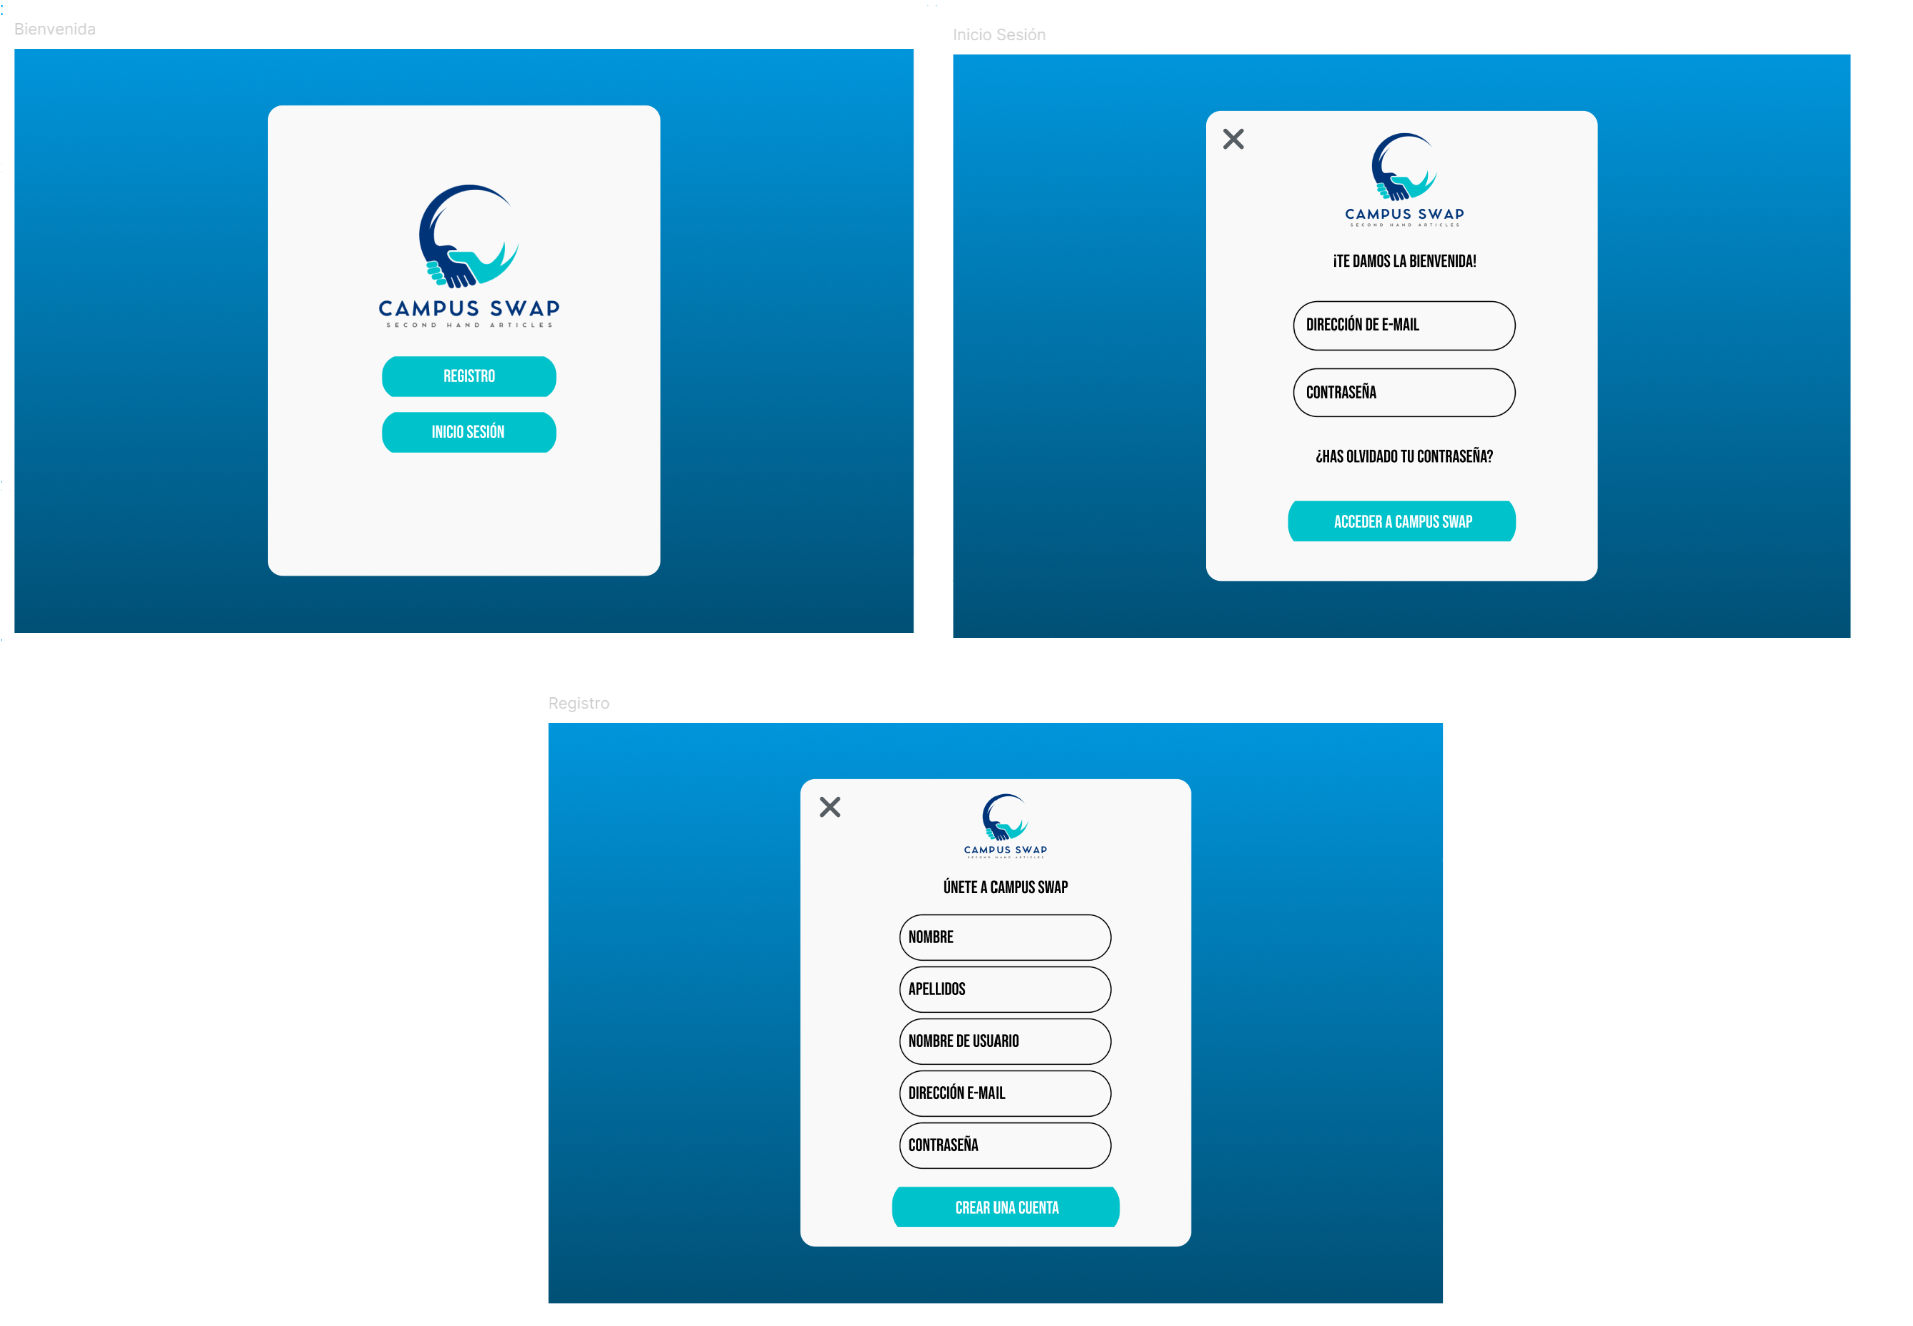 Bienvenida
CAMPUS SWAP
SECOND HAND ARTICLES
REGISTRO
INICIO SESIÓN
Inicio Sesión
CAMPUS SWAP
SECOND HAND ARTICLES
¡TE DAMOS LA BIENVENIDA!
DIRECCIÓN DE E-MAIL
CONTRASEÑA
¿HAS OLVIDADO TU CONTRASEÑA?
ACCEDER A CAMPUS SWAP
Registro
CAMPUS SWAP
SECOND HAND ARTICLES
ÚNETE A CAMPUS SWAP
NOMBRE
APELLIDOS
NOMBRE DE USUARIO
DIRECCIÓN E-MAIL
CONTRASEÑA
CREAR UNA CUENTA